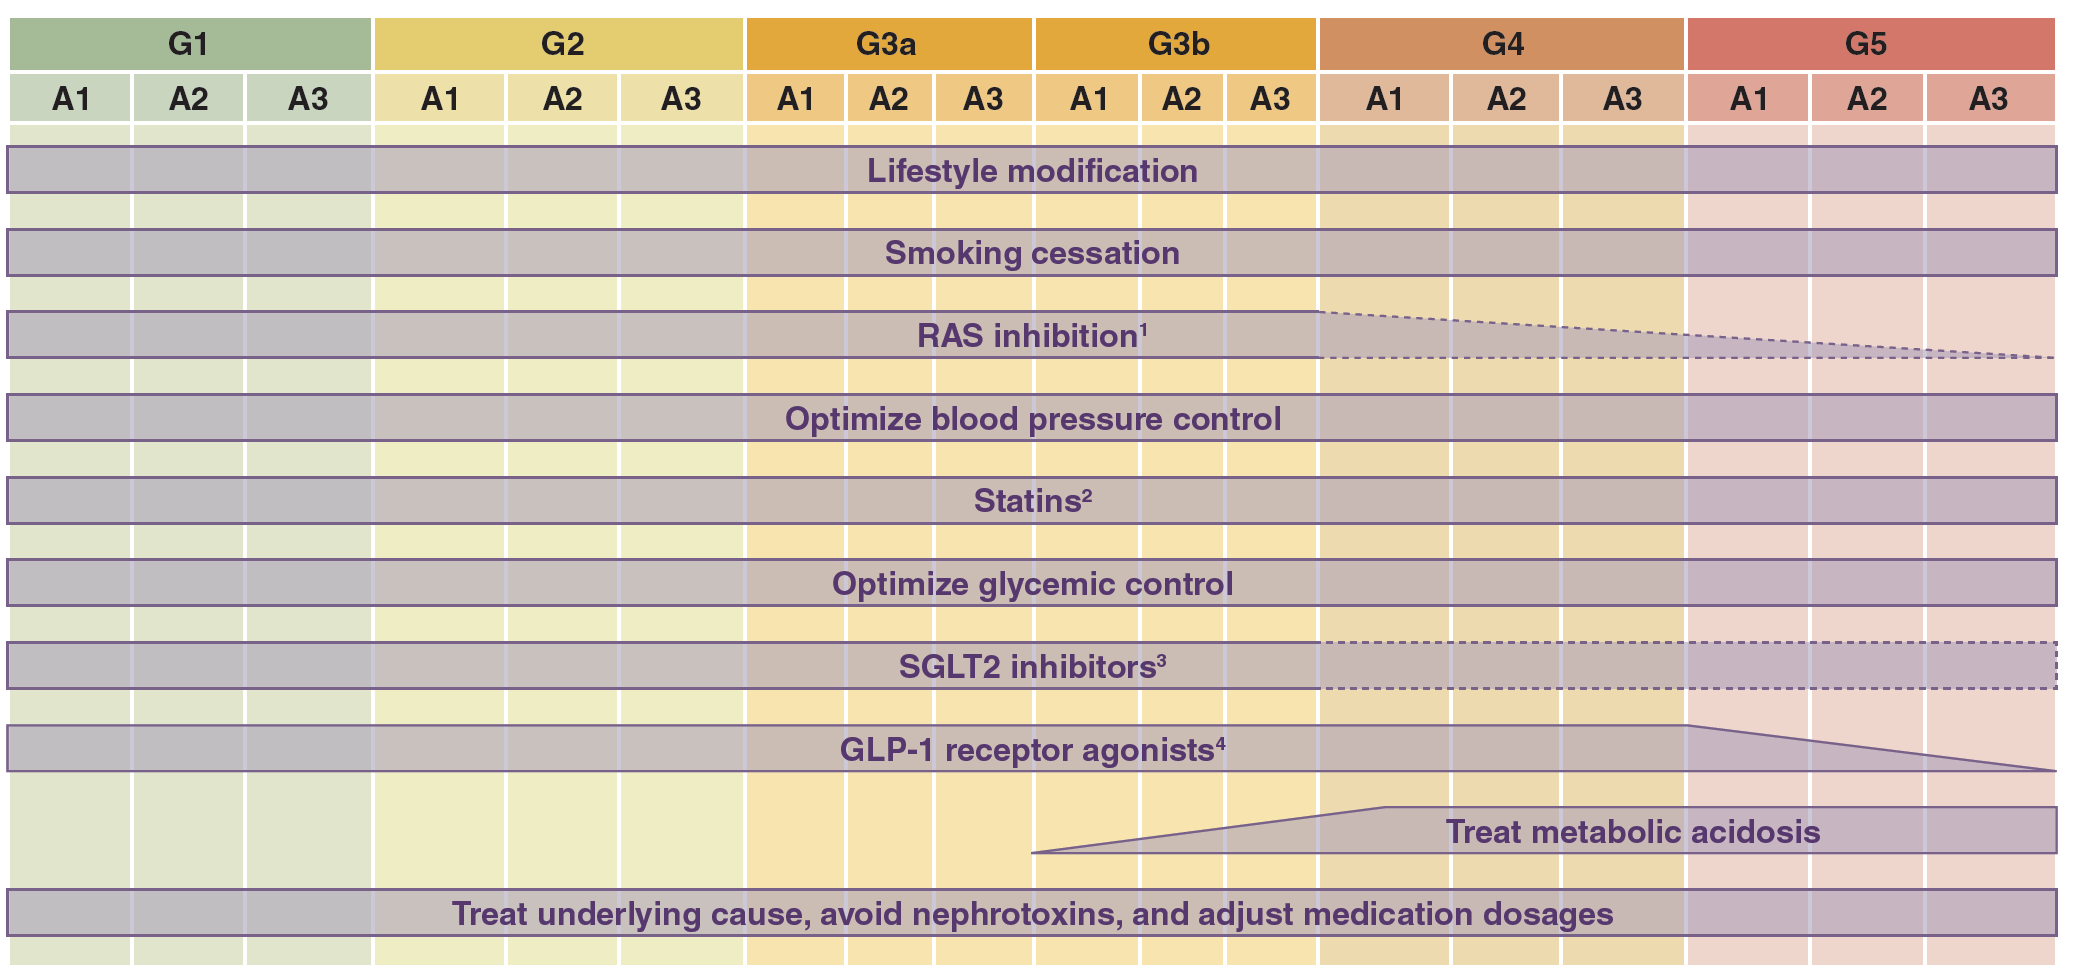 G1 G2 G3a G3b G4 G5
A1 A2 A3 A1 A2 A3 A1 A2 A3 A1 A2 A3 A1 A2 A3 A1 A2 A3
Lifestyle modification
Smoking cessation
RAS inhibition¹
Optimize blood pressure control
Statins²
Optimize glycemic control
SGLT2 inhibitors³
GLP-1 receptor agonists⁴
Treat metabolic acidosis
Treat underlying cause, avoid nephrotoxins, and adjust medication dosages